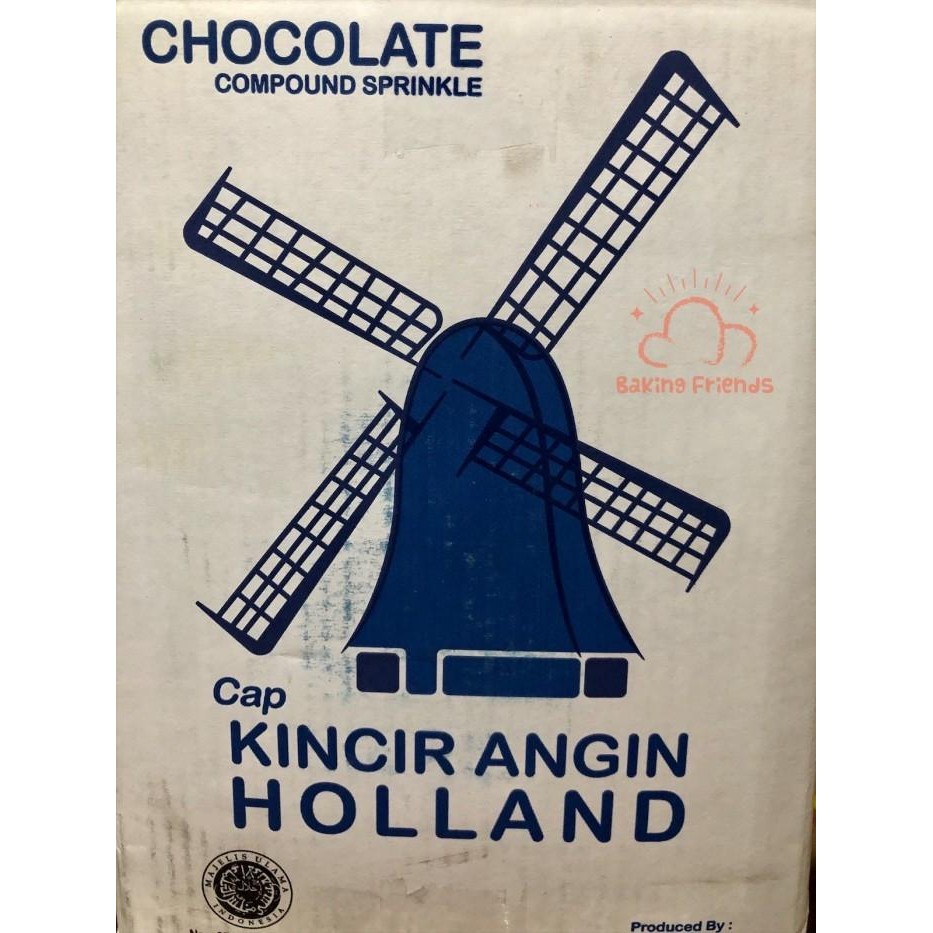 CHOCOLATE
COMPOUND SPRINKLE
Baking Friends
Cap
KINCIR ANGIN
HOLLAND
MAJELIS ULAMA
INDONESIA
Produced By :